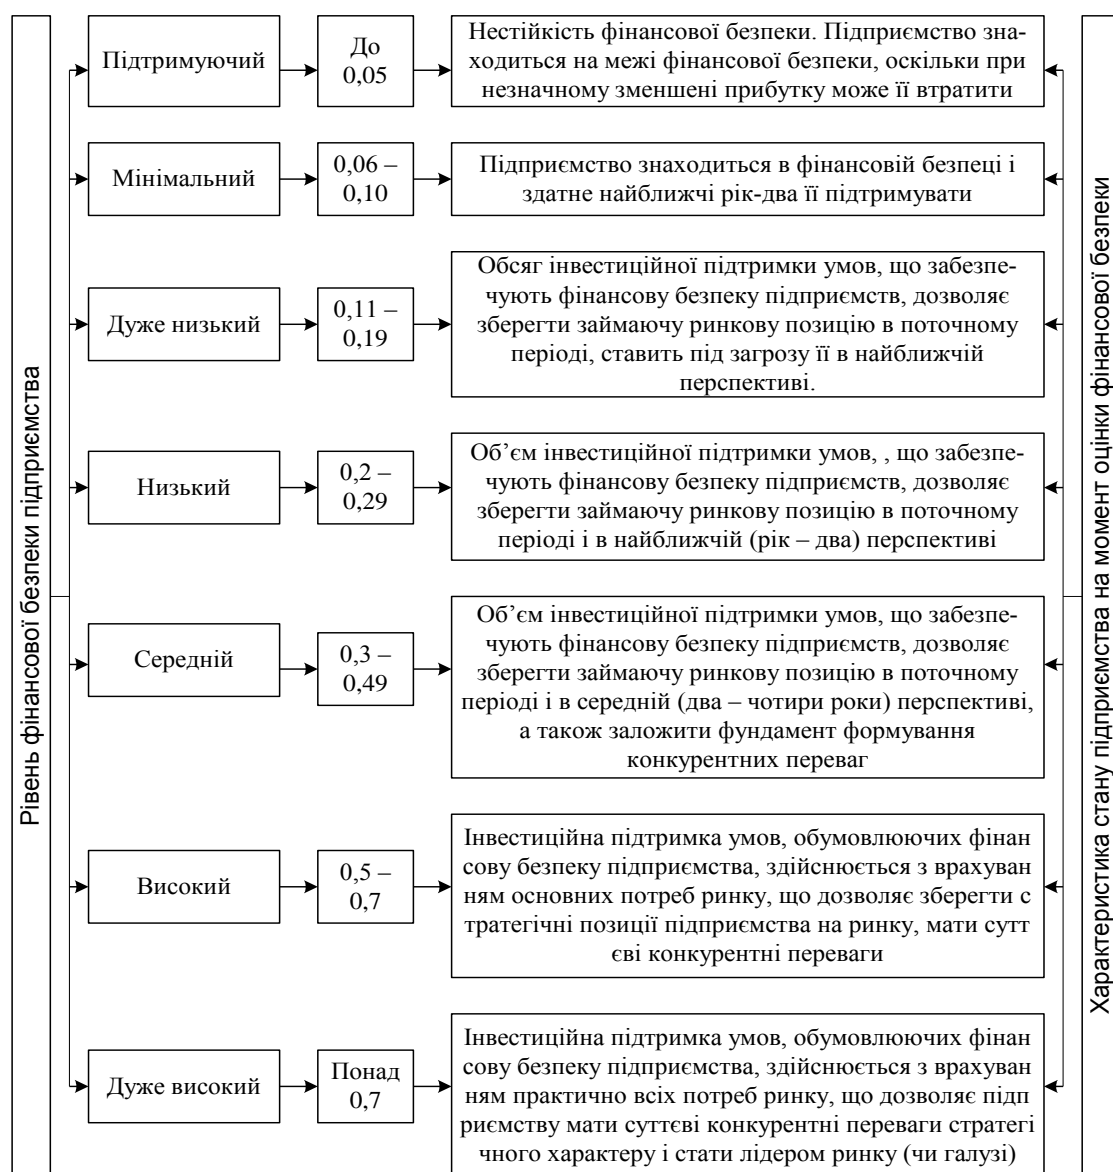 Рівень фінансової безпеки підприємства
Підтримуючий
До
0,05
Нестійкість фінансової безпеки. Підприємство зна-
ходиться на межі фінансової безпеки, оскільки при
незначному зменшені прибутку може її втратити
Мінімальний
0,06 –
0,10
Підприємство знаходиться в фінансовій безпеці і
здатне найближчі рік-два її підтримувати
Дуже низький
0,11 –
0,19
Обсяг інвестиційної підтримки умов, що забезпе-
чують фінансову безпеку підприємств, дозволяє
зберегти займаючу ринкову позицію в поточному
періоді, ставить під загрозу її в найближчій
перспективі.
Низький
0,2 –
0,29
Об’єм інвестиційної підтримки умов, , що забезпе-
чують фінансову безпеку підприємств, дозволяє
зберегти займаючу ринкову позицію в поточному
періоді і в найближчій (рік – два) перспективі
Середній
0,3 –
0,49
Об’єм інвестиційної підтримки умов, що забезпе-
чують фінансову безпеку підприємств, дозволяє
зберегти займаючу ринкову позицію в поточному
періоді і в середній (два – чотири роки) перспективі,
а також заложити фундамент формування
конкурентних переваг
Високий
0,5 –
0,7
Інвестиційна підтримка умов, обумовлюючих фінан
сову безпеку підприємства, здійснюється з врахуван
ням основних потреб ринку, що дозволяє зберегти с
тратегічні позиції підприємства на ринку, мати сутт
єві конкурентні переваги
Дуже високий
Понад
0,7
Інвестиційна підтримка умов, обумовлюючих фінан
сову безпеку підприємства, здійснюється з врахуван
ням практично всіх потреб ринку, що дозволяє підп
риємству мати суттєві конкурентні переваги стратегі
чного характеру і стати лідером ринку (чи галузі)
Характеристика стану підприємства на момент оцінки фінансової безпеки